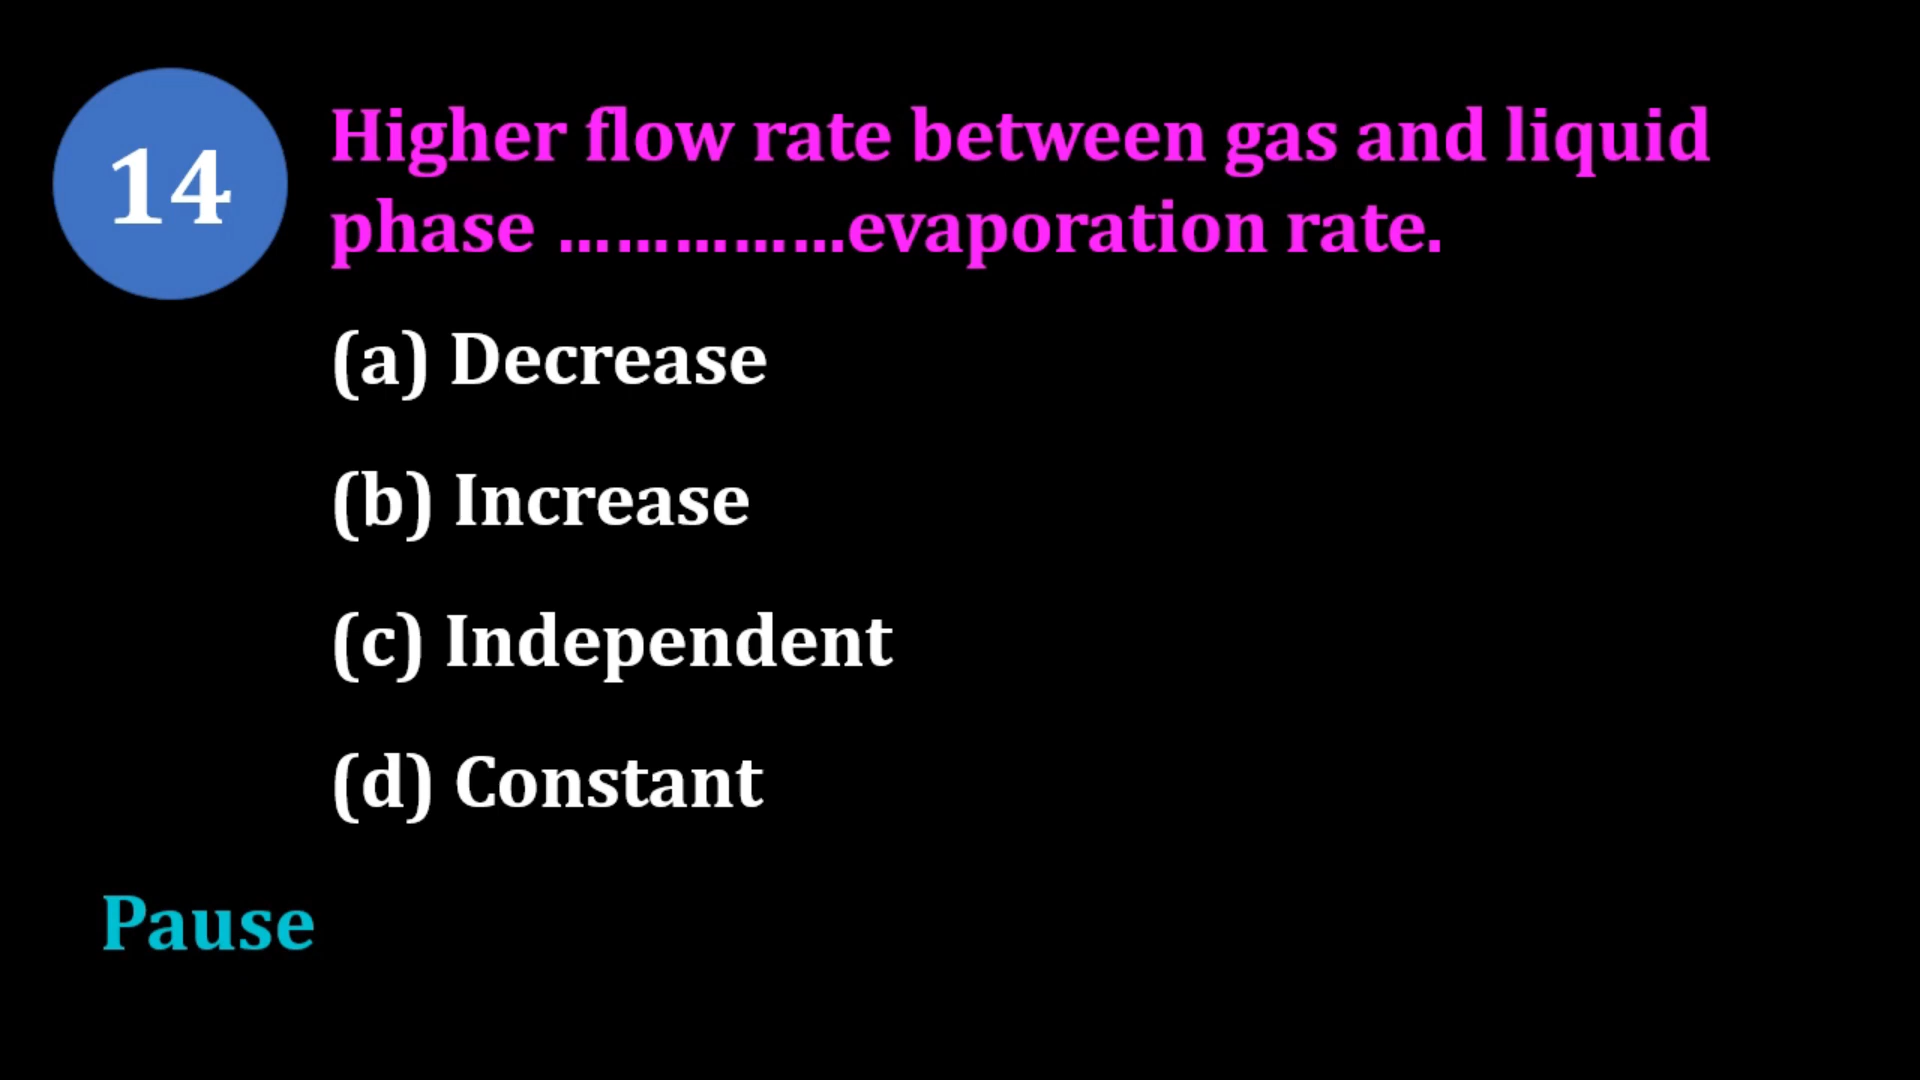 14
Higher flow rate between gas and liquid
phase ……………evaporation rate.
(a) Decrease
(b) Increase
(c) Independent
(d) Constant
Pause